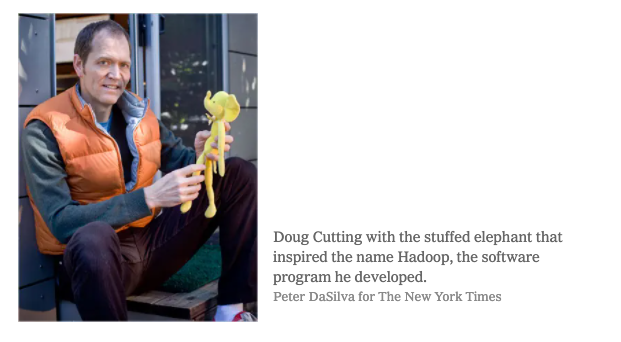 Doug Cutting with the stuffed elephant that
inspired the name Hadoop, the software
program he developed.
Peter DaSilva for The New York Times